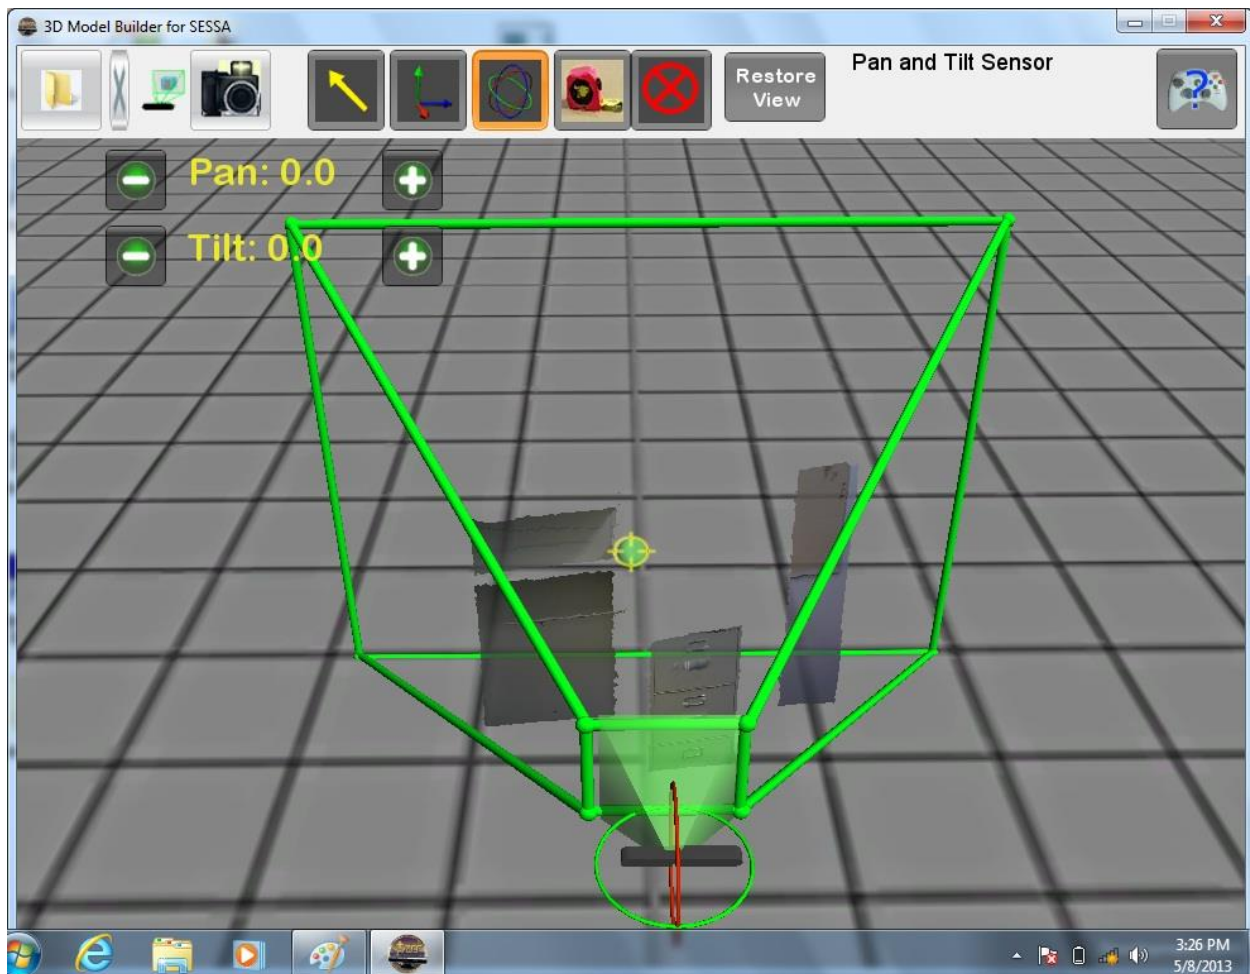 3D Model Builder for SESSA
Restore
View
Pan and Tilt Sensor
?
Pan: 0.0
Tilt: 0.0
3:26 PM
5/8/2013